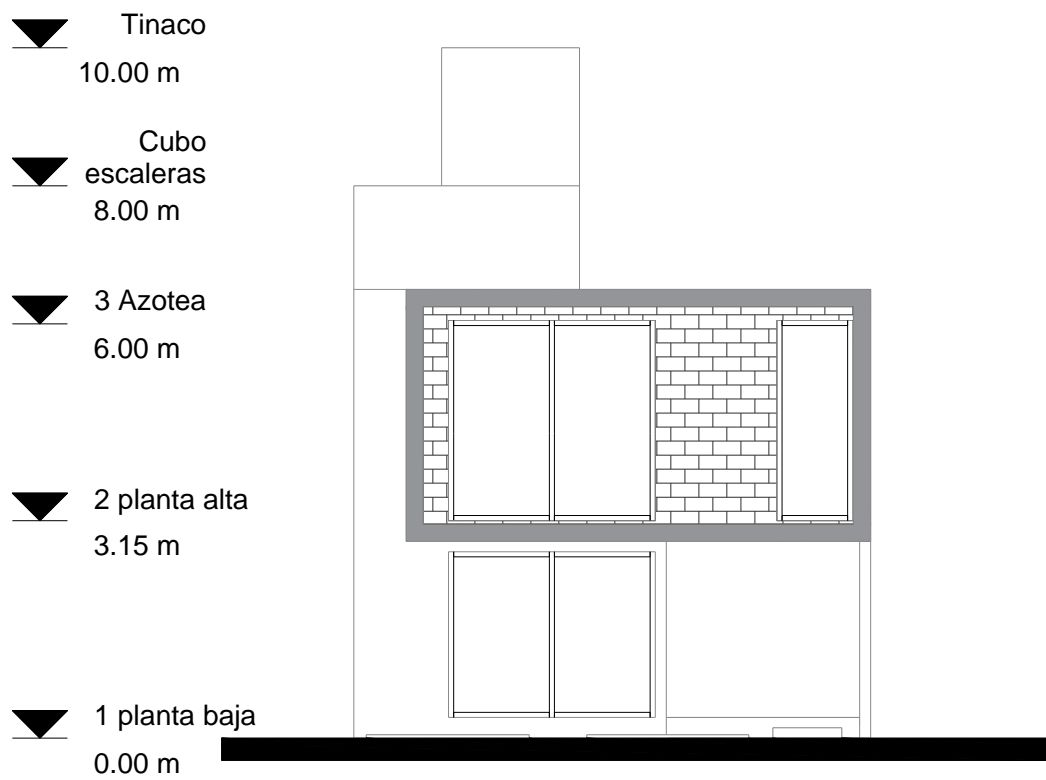 Tinaco
10.00 m
Cubo
escaleras
8.00 m
3 Azotea
6.00 m
2 planta alta
3.15 m
1 planta baja
0.00 m